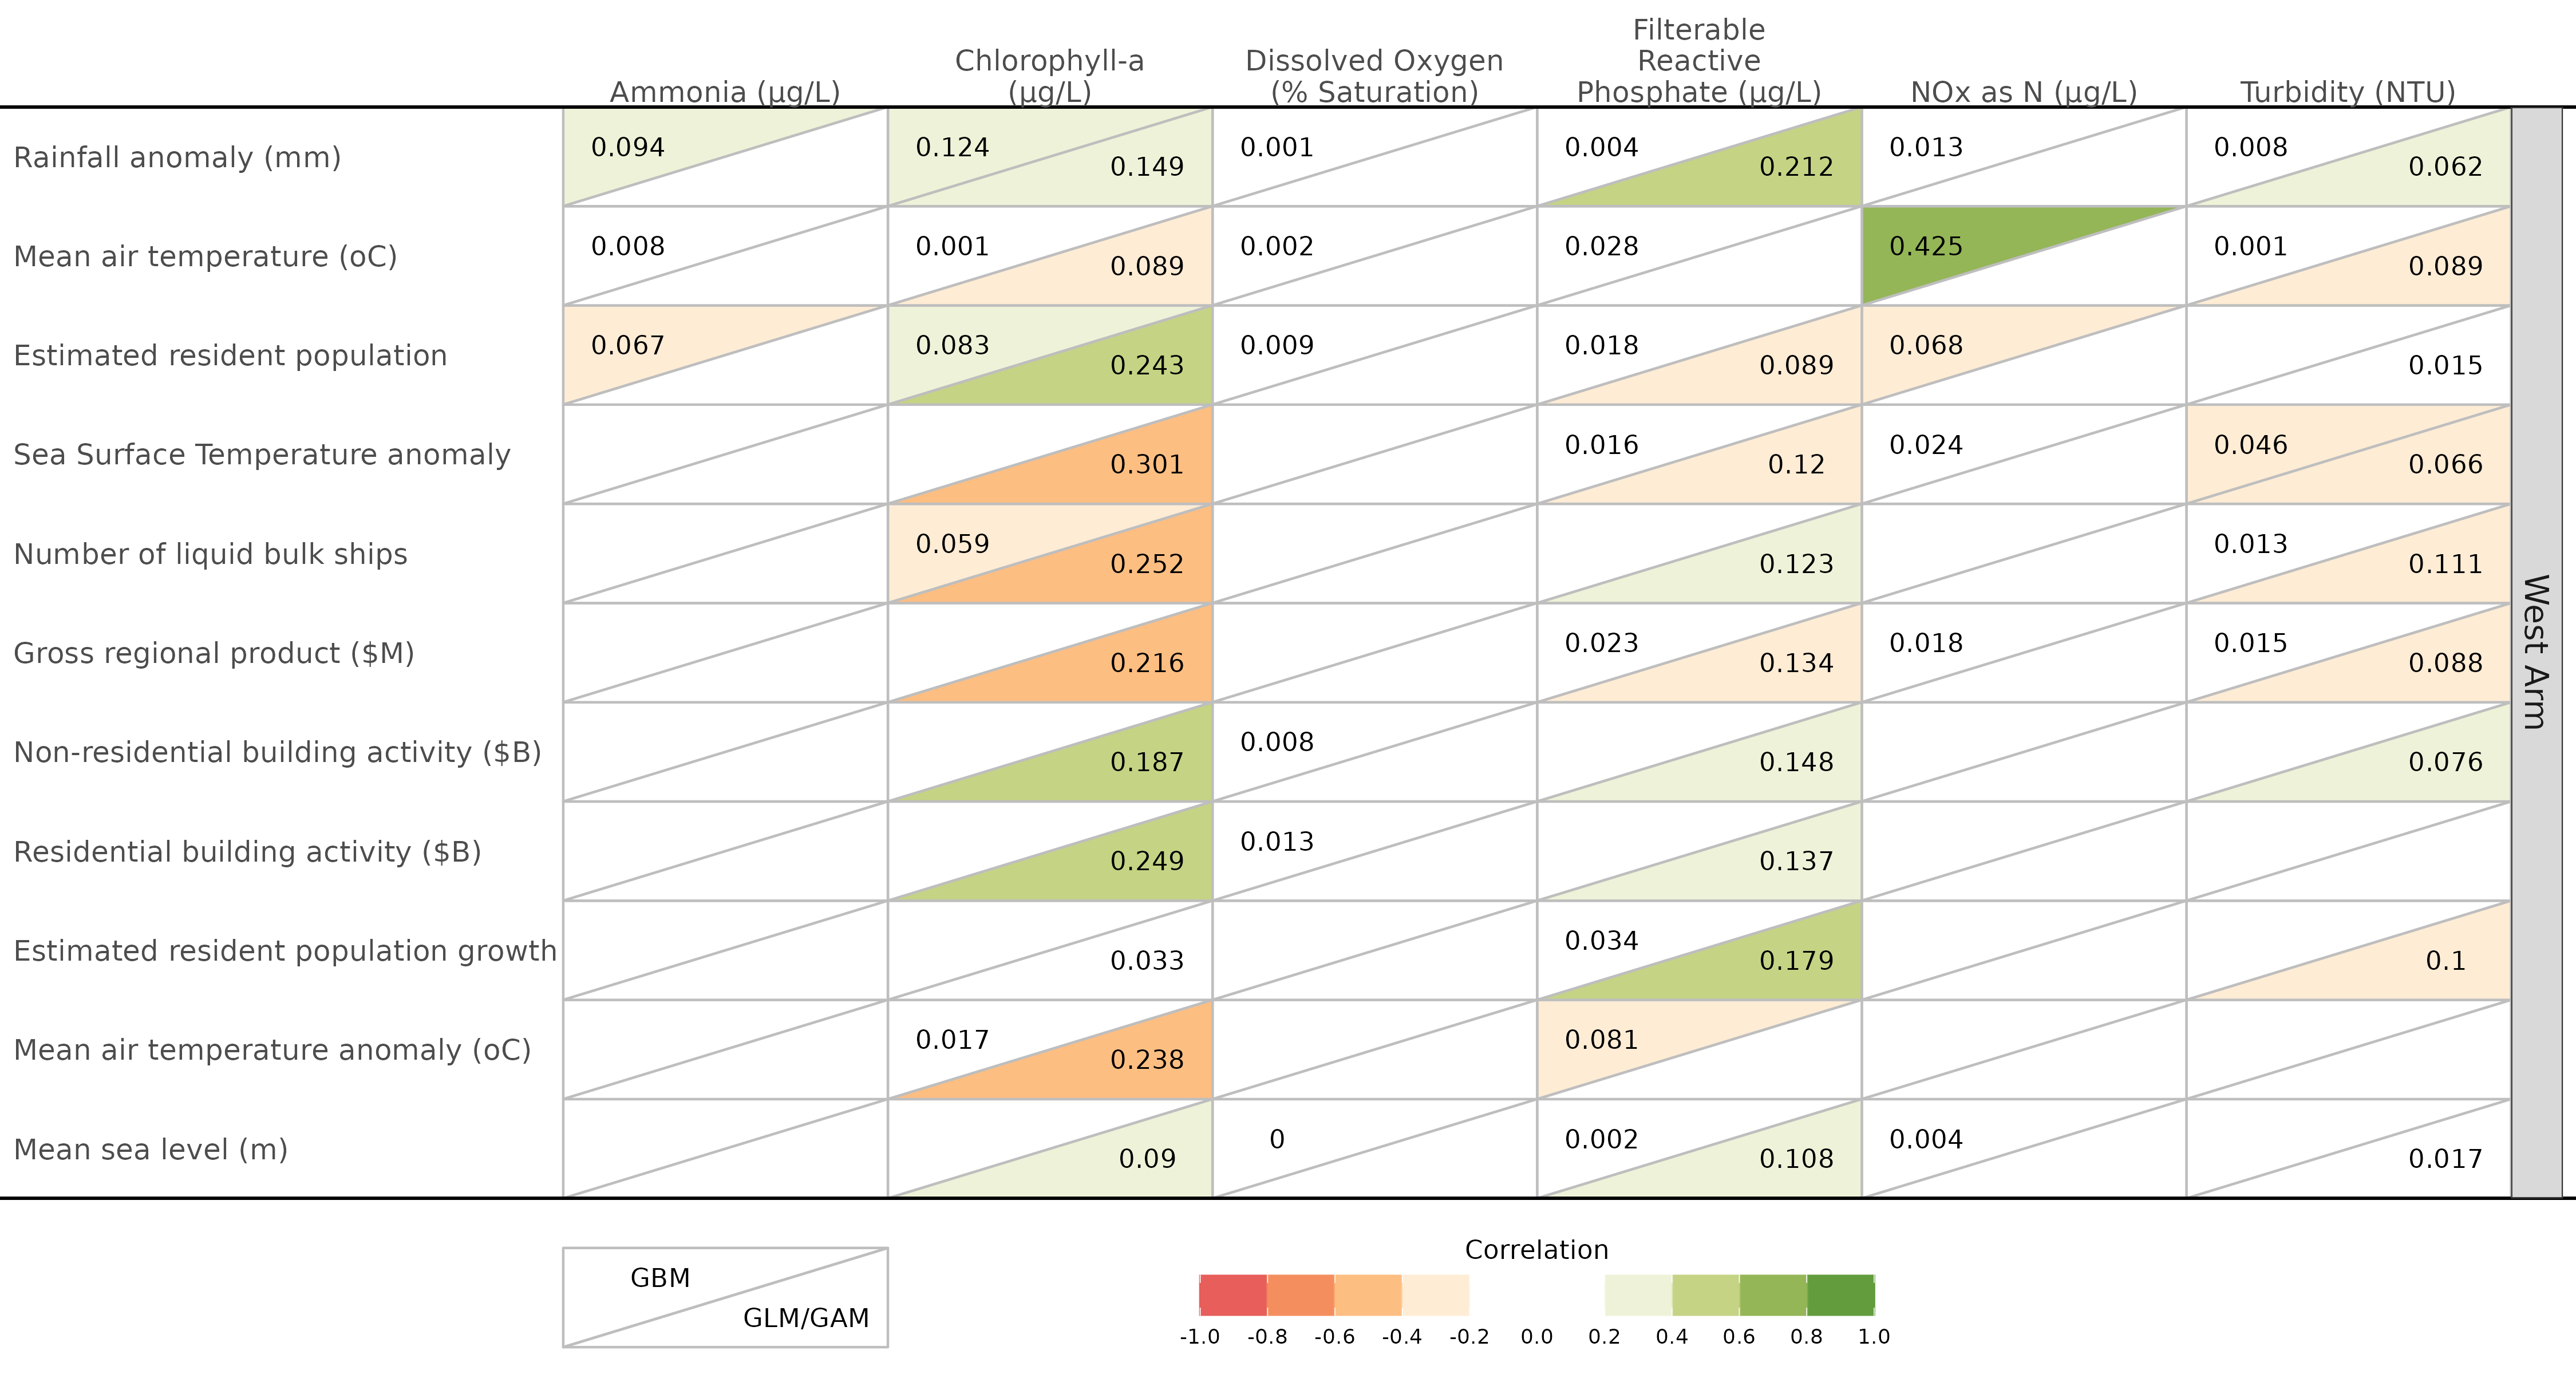 Filterable
Chlorophyll-a Dissolved Oxygen Reactive
Ammonia (µg/L) (µg/L) (% Saturation) Phosphate (µg/L) NOx as N (µg/L) Turbidity (NTU)
Rainfall anomaly (mm) 0.094 0.124 0.149 0.001 0.004 0.212 0.013 0.008 0.062
Mean air temperature (oC) 0.008 0.001 0.089 0.002 0.028 0.425 0.001 0.089
Estimated resident population 0.067 0.083 0.243 0.009 0.018 0.089 0.068 0.015
Sea Surface Temperature anomaly 0.301 0.016 0.12 0.024 0.046 0.066
Number of liquid bulk ships 0.059 0.252 0.123 0.013 0.111
Gross regional product ($M) 0.216 0.023 0.134 0.018 0.015 0.088
Non-residential building activity ($B) 0.187 0.008 0.148 0.076
Residential building activity ($B) 0.249 0.013 0.137
Estimated resident population growth 0.033 0.034 0.179 0.1
Mean air temperature anomaly (oC) 0.017 0.238 0.081
Mean sea level (m) 0.09 0 0.002 0.108 0.004 0.017
West Arm
GBM
GLM/GAM
Correlation
-1.0 -0.8 -0.6 -0.4 -0.2 0.0 0.2 0.4 0.6 0.8 1.0